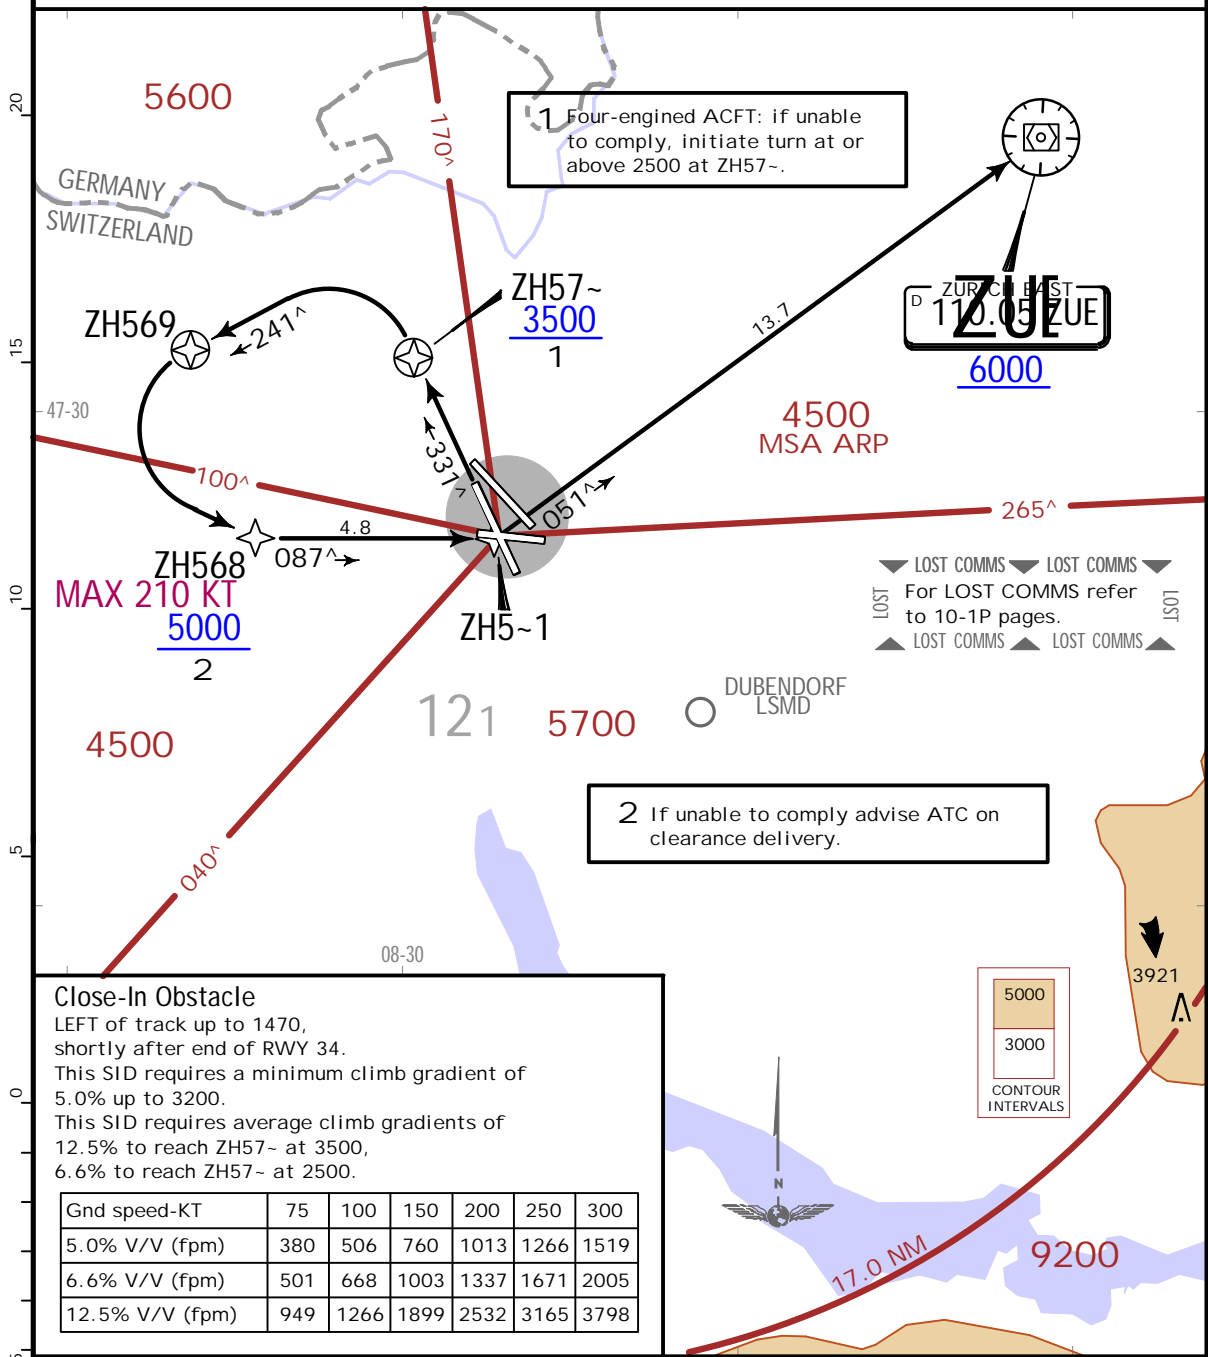 20
5600
170^
1 Four-engined ACFT: if unable
to comply, initiate turn at or
above 2500 at ZH57~.
GERMANY
SWITZERLAND
ZH57~
3500
1
ZH569
241^
13.7
ZURICH EAST
D 110.05 ZUE
ZUE
6000
15
47-30
4500
MSA ARP
331^
100^
051^
265^
4.8
087^
ZH568
MAX 210 KT
5000
2
ZH5~1
LOST COMMS LOST COMMS
LOST For LOST COMMS refer LOST
to 10-1P pages.
LOST COMMS LOST COMMS
10
DUBENDORF
LSMD
121
5700
4500
2 If unable to comply advise ATC on
clearance delivery.
5
040^
08-30
3921
5000
3000
CONTOUR
INTERVALS
Close-In Obstacle
LEFT of track up to 1470,
shortly after end of RWY 34.
This SID requires a minimum climb gradient of
5.0% up to 3200.
This SID requires average climb gradients of
12.5% to reach ZH57~ at 3500,
6.6% to reach ZH57~ at 2500.
0
Gnd speed-KT 75 100 150 200 250 300
5.0% V/V (fpm) 380 506 760 1013 1266 1519
6.6% V/V (fpm) 501 668 1003 1337 1671 2005
12.5% V/V (fpm) 949 1266 1899 2532 3165 3798
N
17.0 NM
9200